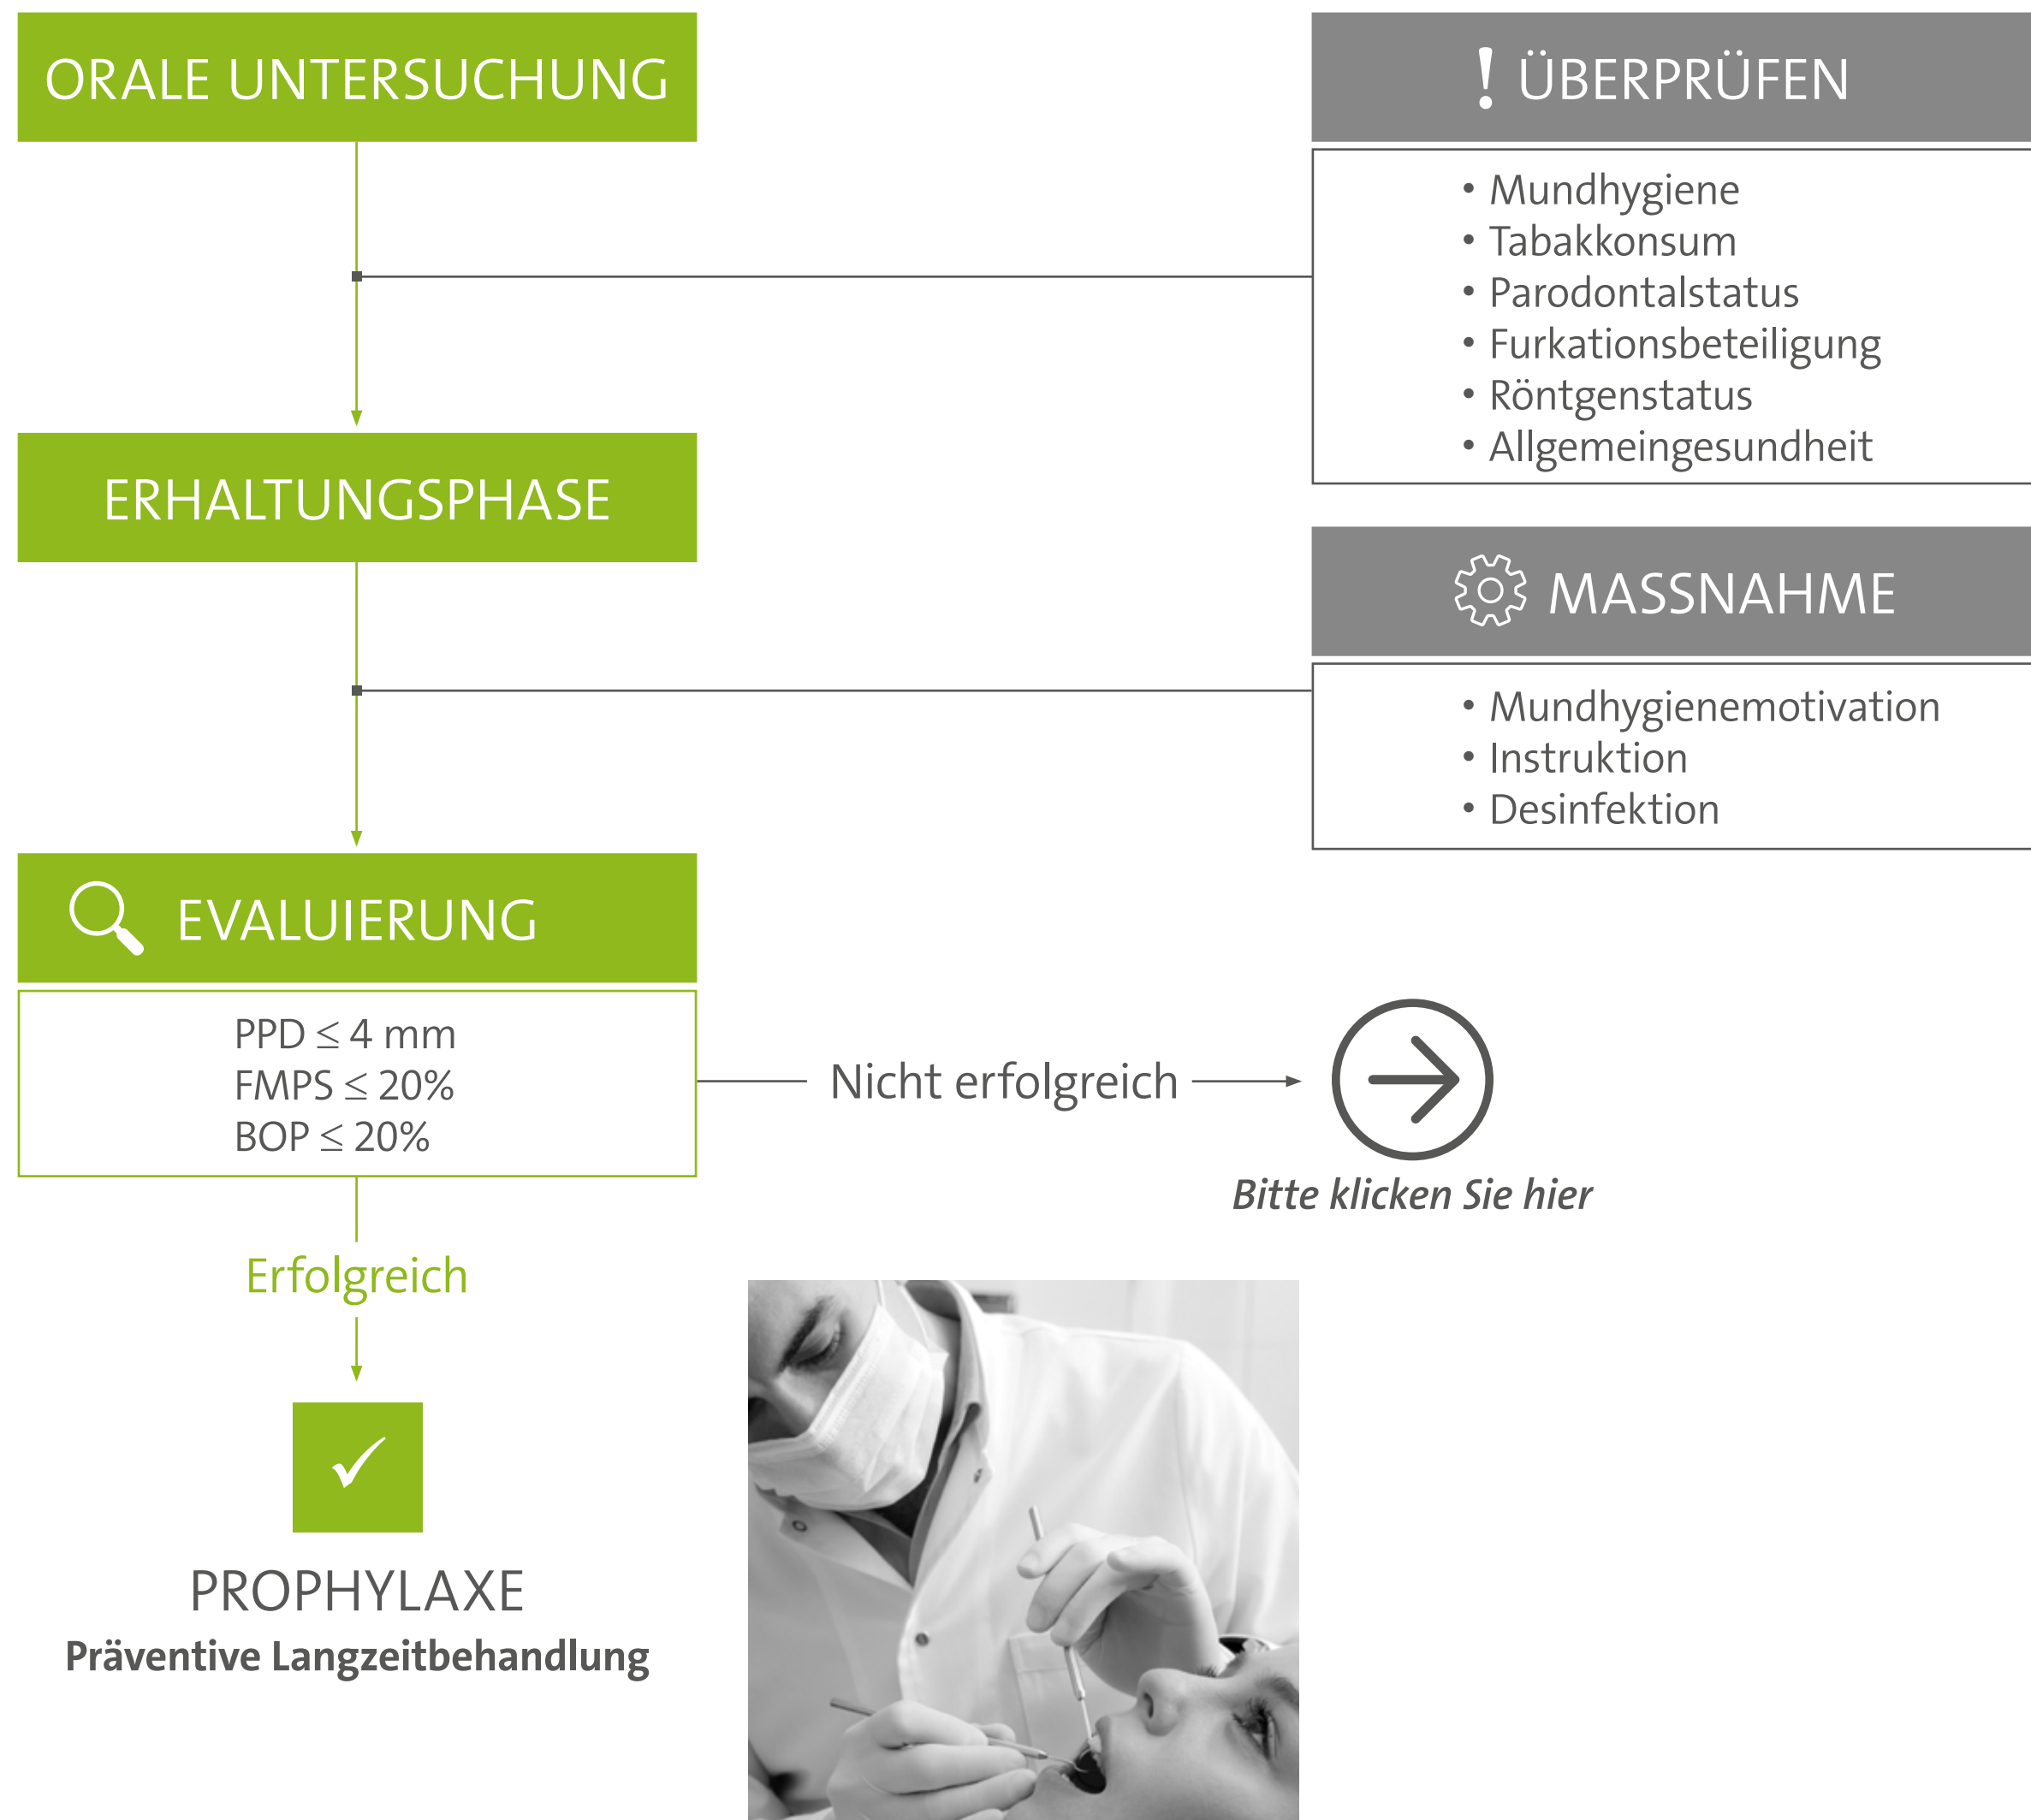 ORALE UNTERSUCHUNG
! ÜBERPRÜFEN
• Mundhygiene
• Tabakkonsum
• Parodontalstatus
• Furkationsbeteiligung
• Röntgenstatus
• Allgemeingesundheit
ERHALTUNGSPHASE
MASSNAHME
• Mundhygienemotivation
• Instruktion
• Desinfektion
EVALUIERUNG
PPD ≤ 4 mm
FMPS ≤ 20%
BOP ≤ 20%
Nicht erfolgreich
Bitte klicken Sie hier
Erfolgreich
PROPHYLAXE
Präventive Langzeitbehandlung